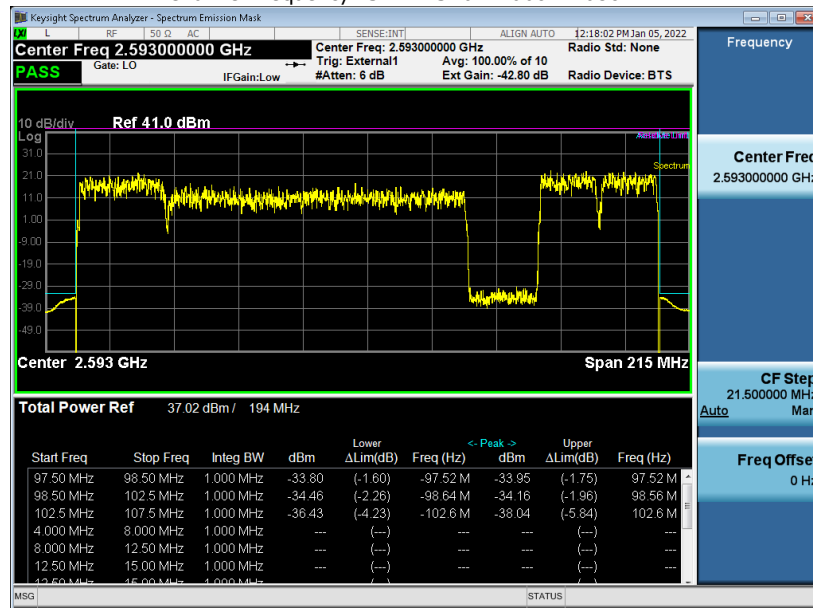 Keysight Spectrum Analyzer - Spectrum Emission Mask
LXI L RF 50 Ω AC SENSE:INT ALIGN AUTO 12:18:02 PM Jan 05, 2022
Center Freq 2.593000000 GHz
Center Freq: 2.593000000 GHz Radio Std: None
PASS Gate: LO Trig: External1 Avg: 100.00% of 10
IFGain:Low #Atten: 6 dB Ext Gain: -42.80 dB Radio Device: BTS
10 dB/div Ref 41.0 dBm
Log
31.0
21.0
11.0
1.00
-9.00
-19.0
-29.0
-39.0
-49.0
Absolute Limit
Spectrum
Center 2.593 GHz Span 215 MHz
Total Power Ref 37.02 dBm / 194 MHz
Lower <- Peak -> Upper
Start Freq Stop Freq Integ BW dBm ΔLim(dB) Freq (Hz) dBm ΔLim(dB) Freq (Hz)
97.50 MHz 98.50 MHz 1.000 MHz -33.80 (-1.60) -97.52 M -33.95 (-1.75) 97.52 M
98.50 MHz 102.5 MHz 1.000 MHz -34.46 (-2.26) -98.64 M -34.16 (-1.96) 98.56 M
102.5 MHz 107.5 MHz 1.000 MHz -36.43 (-4.23) -102.6 M -38.04 (-5.84) 102.6 M
4.000 MHz 8.000 MHz 1.000 MHz --- (---) --- --- (---) ---
8.000 MHz 12.50 MHz 1.000 MHz --- (---) --- --- (---) ---
12.50 MHz 15.00 MHz 1.000 MHz --- (---) --- --- (---) ---
MSG STATUS
Frequency
Center Freq
2.593000000 GHz
CF Step
21.500000 MHz
Auto Man
Freq Offset
0 Hz